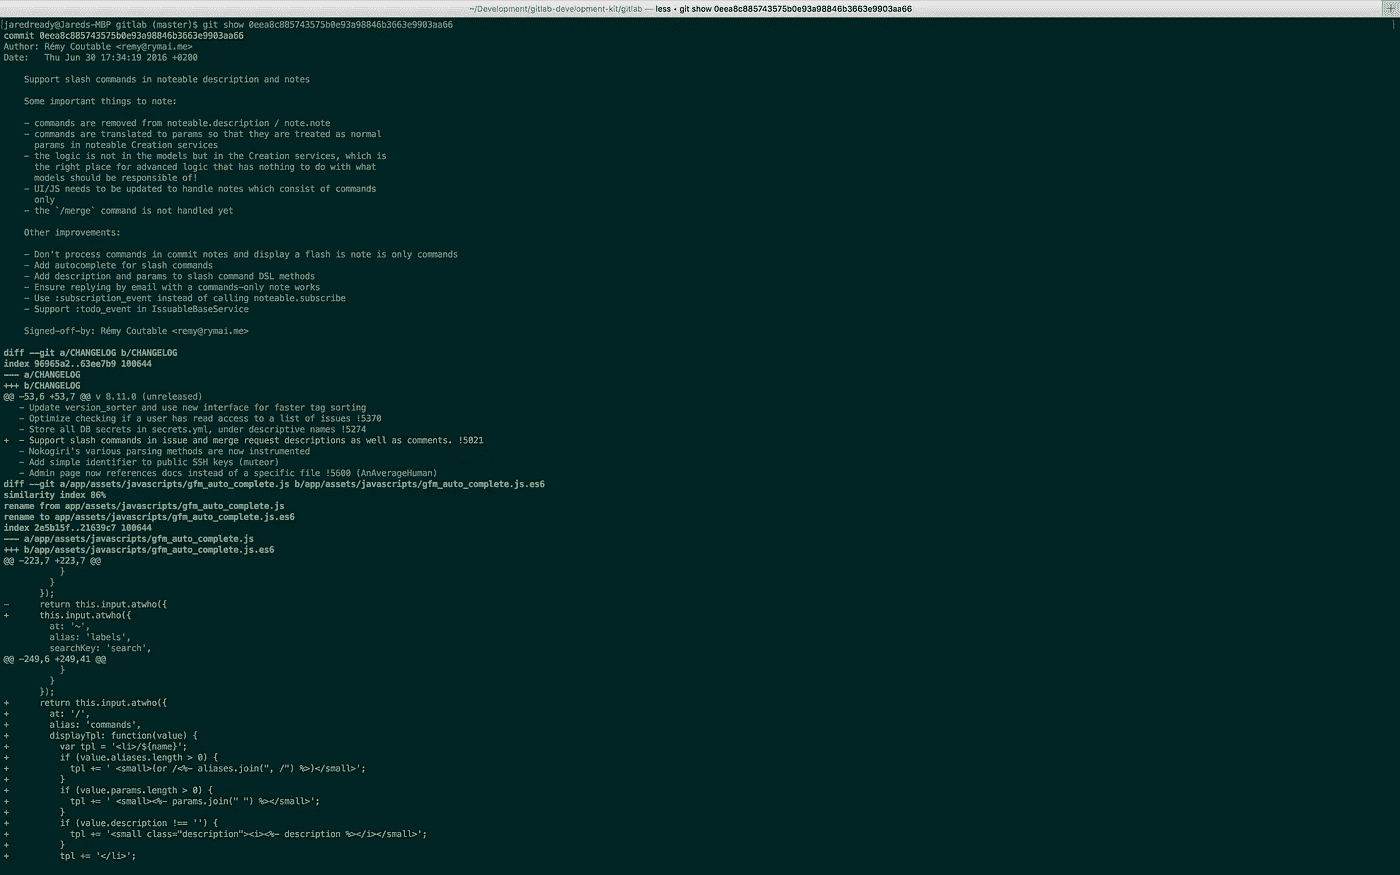 ~/Development/gitlab-development-kit/gitlab — less • git show 0eea8c885743575b0e93a98846b3663e9903aa66
[jaredready@Jareds-MBP gitlab (master)$ git show 0eea8c885743575b0e93a98846b3663e9903aa66
commit 0eea8c885743575b0e93a98846b3663e9903aa66
Author: Rémy Coutable <remy@rymai.me>
Date:   Thu Jun 30 17:34:19 2016 +0200
    Support slash commands in noteable description and notes
    Some important things to note:
    - commands are removed from noteable.description / note.note
    - commands are translated to params so that they are treated as normal
      params in noteable Creation services
    - the logic is not in the models but in the Creation services, which is
      the right place for advanced logic that has nothing to do with what
      models should be responsible of!
    - UI/JS needs to be updated to handle notes which consist of commands
      only
    - the `/merge` command is not handled yet
    Other improvements:
    - Don't process commands in commit notes and display a flash is note is only commands
    - Add autocomplete for slash commands
    - Add description and params to slash command DSL methods
    - Ensure replying by email with a commands-only note works
    - Use :subscription_event instead of calling noteable.subscribe
    - Support :todo_event in IssuableBaseService
    Signed-off-by: Rémy Coutable <remy@rymai.me>
diff --git a/CHANGELOG b/CHANGELOG
index 96965a2..63ee7b9 100644
--- a/CHANGELOG
+++ b/CHANGELOG
@@ -53,6 +53,7 @@ v 8.11.0 (unreleased)
   - Update version_sorter and use new interface for faster tag sorting
   - Optimize checking if a user has read access to a list of issues !5370
   - Store all DB secrets in secrets.yml, under descriptive names !5274
+  - Support slash commands in issue and merge request descriptions as well as comments. !5021
   - Nokogiri's various parsing methods are now instrumented
   - Add simple identifier to public SSH keys (muteor)
   - Admin page now references docs instead of a specific file !5600 (AnAverageHuman)
diff --git a/app/assets/javascripts/gfm_auto_complete.js b/app/assets/javascripts/gfm_auto_complete.js.es6
similarity index 86%
rename from app/assets/javascripts/gfm_auto_complete.js
rename to app/assets/javascripts/gfm_auto_complete.js.es6
index 2e5b15f..21639c7 100644
--- a/app/assets/javascripts/gfm_auto_complete.js
+++ b/app/assets/javascripts/gfm_auto_complete.js.es6
@@ -223,7 +223,7 @@
           }
         }
       });
-      return this.input.atwho({
+      this.input.atwho({
         at: '~',
         alias: 'labels',
         searchKey: 'search',
@@ -249,6 +249,41 @@
           }
         }
       });
+      return this.input.atwho({
+        at: '/',
+        alias: 'commands',
+        displayTpl: function(value) {
+          var tpl = '<li>/${name}';
+          if (value.aliases.length > 0) {
+            tpl += ' <small>(or /<%- aliases.join(", /") %>)</small>';
+          }
+          if (value.params.length > 0) {
+            tpl += ' <small><%- params.join(" ") %></small>';
+          }
+          if (value.description !== '') {
+            tpl += '<small class="description"><i><%- description %></i></small>';
+          }
+          tpl += '</li>';